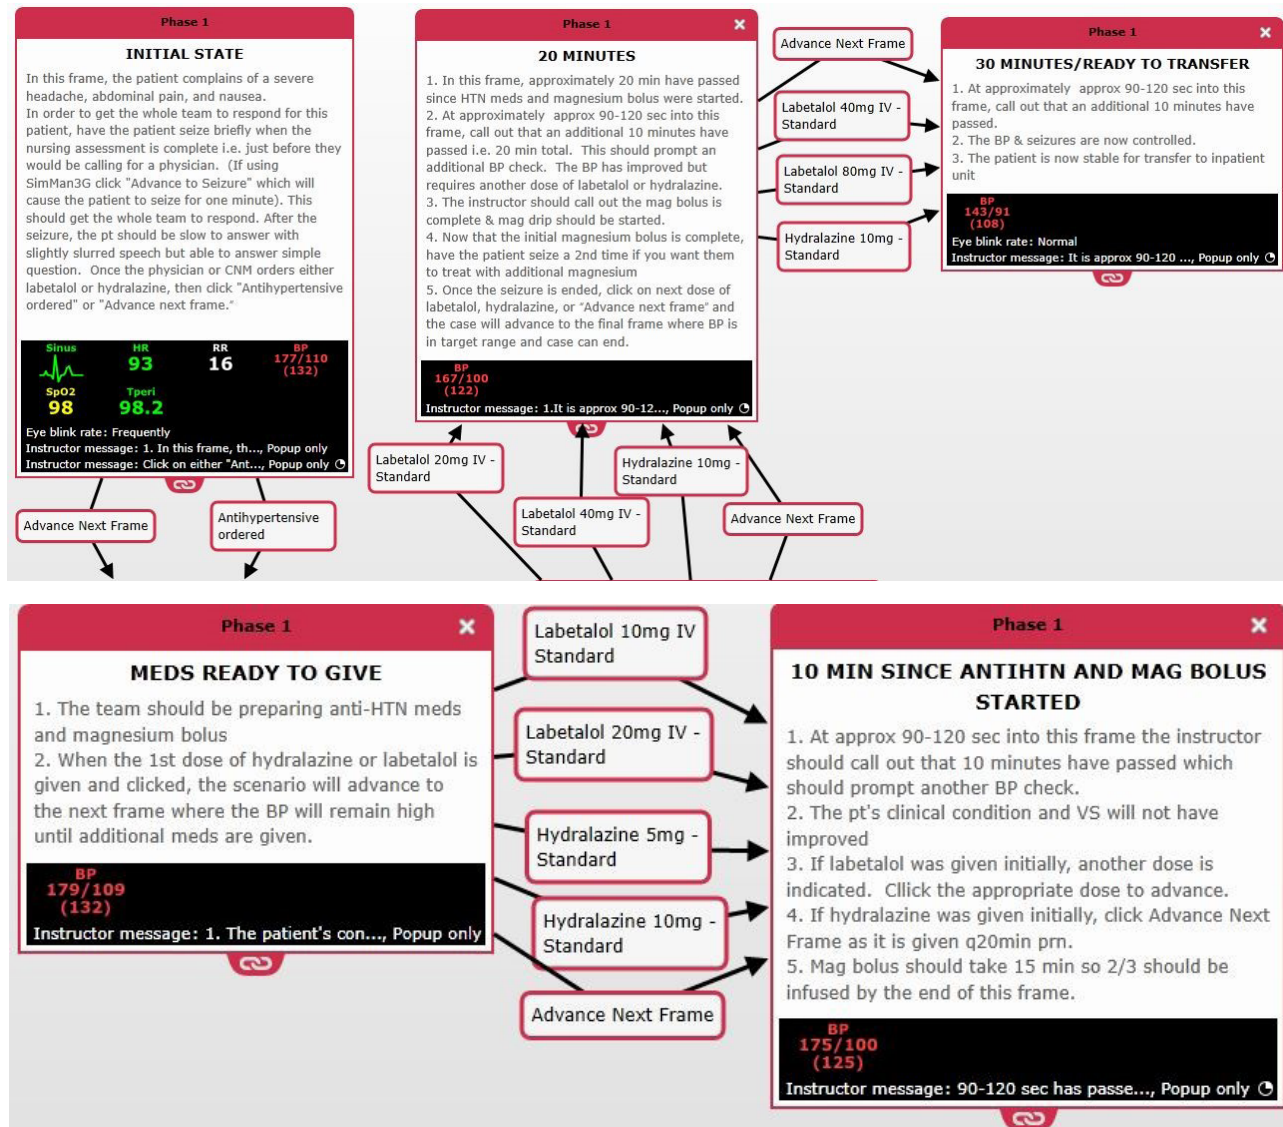 Phase 1
INITIAL STATE
In this frame, the patient complains of a severe
headache, abdominal pain, and nausea.
In order to get the whole team to respond for this
patient, have the patient seize briefly when the
nursing assessment is complete i.e. just before they
would be calling for a physician.  (If using
SimMan3G click "Advance to Seizure" which will
cause the patient to seize for one minute). This
should get the whole team to respond. After the
seizure, the pt should be slow to answer with
slightly slurred speech but able to answer simple
question.  Once the physician or CNM orders either
labetalol or hydralazine, then click "Antihypertensive
ordered" or "Advance next frame."
Sinus HR RR BP
93 16 177/110
(132)
SpO2 Tperi
98 98.2
Eye blink rate: Frequently
Instructor message: 1. In this frame, th..., Popup only
Instructor message: Click on either "Ant..., Popup only
Advance Next Frame
Antihypertensive
ordered
Phase 1
20 MINUTES
1. In this frame, approximately 20 min have passed
since HTN meds and magnesium bolus were started.
2. At approximately  approx 90-120 sec into this
frame, call out that an additional 10 minutes have
passed i.e. 20 min total.  This should prompt an
additional BP check.  The BP has improved but
requires another dose of labetalol or hydralazine.
3. The instructor should call out the mag bolus is
complete & mag drip should be started.
4. Now that the initial magnesium bolus is complete,
have the patient seize a 2nd time if you want them
to treat with additional magnesium
5. Once the seizure is ended, click on next dose of
labetalol, hydralazine, or "Advance next frame" and
the case will advance to the final frame where BP is
in target range and case can end.
BP
167/100
(122)
Instructor message: 1.It is approx 90-12..., Popup only
Labetalol 20mg IV -
Standard
Labetalol 40mg IV -
Standard
Hydralazine 10mg -
Standard
Advance Next Frame
Advance Next Frame
Labetalol 40mg IV -
Standard
Labetalol 80mg IV -
Standard
Hydralazine 10mg -
Standard
Phase 1
30 MINUTES/READY TO TRANSFER
1. At approximately  approx 90-120 sec into this
frame, call out that an additional 10 minutes have
passed.
2. The BP & seizures are now controlled.
3. The patient is now stable for transfer to inpatient
unit
BP
143/91
(108)
Eye blink rate: Normal
Instructor message: It is approx 90-120 ..., Popup only
Phase 1
MEDS READY TO GIVE
1. The team should be preparing anti-HTN meds
and magnesium bolus
2. When the 1st dose of hydralazine or labetalol is
given and clicked, the scenario will advance to
the next frame where the BP will remain high
until additional meds are given.
BP
179/109
(132)
Instructor message: 1. The patient's con..., Popup only
Labetalol 10mg IV
Standard
Labetalol 20mg IV -
Standard
Hydralazine 5mg -
Standard
Hydralazine 10mg -
Standard
Advance Next Frame
Phase 1
10 MIN SINCE ANTIHTN AND MAG BOLUS
STARTED
1. At approx 90-120 sec into this frame the instructor
should call out that 10 minutes have passed which
should prompt another BP check.
2. The pt's clinical condition and VS will not have
improved
3. If labetalol was given initially, another dose is
indicated.  Cllick the appropriate dose to advance.
4. If hydralazine was given initially, click Advance Next
Frame as it is given q20min prn.
5. Mag bolus should take 15 min so 2/3 should be
infused by the end of this frame.
BP
175/100
(125)
Instructor message: 90-120 sec has passe..., Popup only